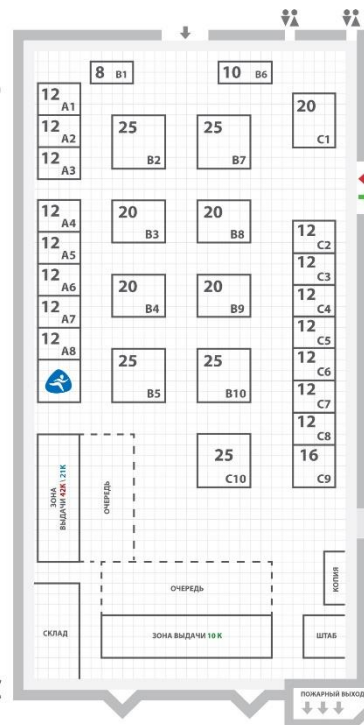 8 B1
10 B6
12 A1
12 A2
12 A3
25 B2
25 B7
20 C1
12 A4
12 A5
12 A6
12 A7
12 A8
20 B3
20 B8
20 B4
20 B9
25 B5
25 B10
12 C2
12 C3
12 C4
12 C5
12 C6
12 C7
12 C8
16 C9
25 C10
ЗОНА
ВЫДАЧИ 42K \ 21K
ОЧЕРЕДЬ
ОЧЕРЕДЬ
КОПИЯ
СКЛАД
ЗОНА ВЫДАЧИ 10 K
ШТАБ
ПОЖАРНЫЙ ВЫХОД